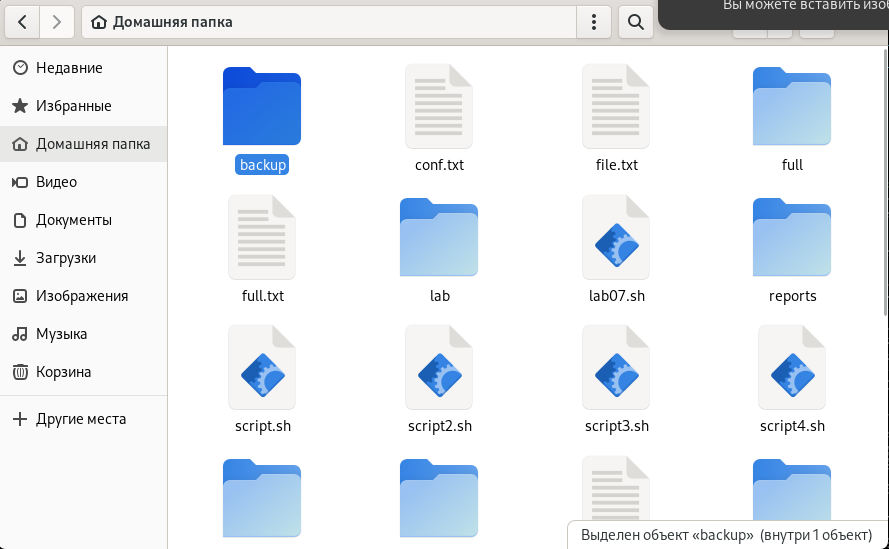 Вы можете вставить изоб
Домашняя папка
Недавние
Избранные
Домашняя папка
Видео
Документы
Загрузки
Изображения
Музыка
Корзина
Другие места
backup
conf.txt
file.txt
full
full.txt
lab
lab07.sh
reports
script.sh
script2.sh
script3.sh
script4.sh
Выделен объект «backup» (внутри 1 объект)